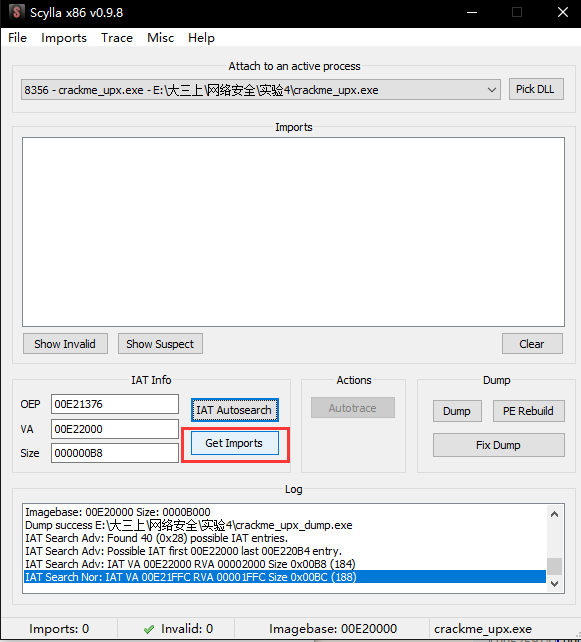 Scylla x86 v0.9.8
File Imports Trace Misc Help
Attach to an active process
8356 - crackme_upx.exe - E:\大三上\网络安全\实验4\crackme_upx.exe
Pick DLL
Imports
Show Invalid
Show Suspect
Clear
IAT Info
OEP 00E21376
VA 00E22000
Size 000000B8
IAT Autosearch
Get Imports
Actions
Autotrace
Dump
Dump
PE Rebuild
Fix Dump
Log
Imagebase: 00E20000 Size: 0000B000
Dump success E:\大三上\网络安全\实验4\crackme_upx_dump.exe
IAT Search Adv: Found 40 (0x28) possible IAT entries.
IAT Search Adv: Possible IAT first 00E22000 last 00E220B4 entry.
IAT Search Adv: IAT VA 00E22000 RVA 00002000 Size 0x00B8 (184)
IAT Search Nor: IAT VA 00E21FFC RVA 00001FFC Size 0x00BC (188)
Imports: 0
Invalid: 0
Imagebase: 00E20000
crackme_upx.exe